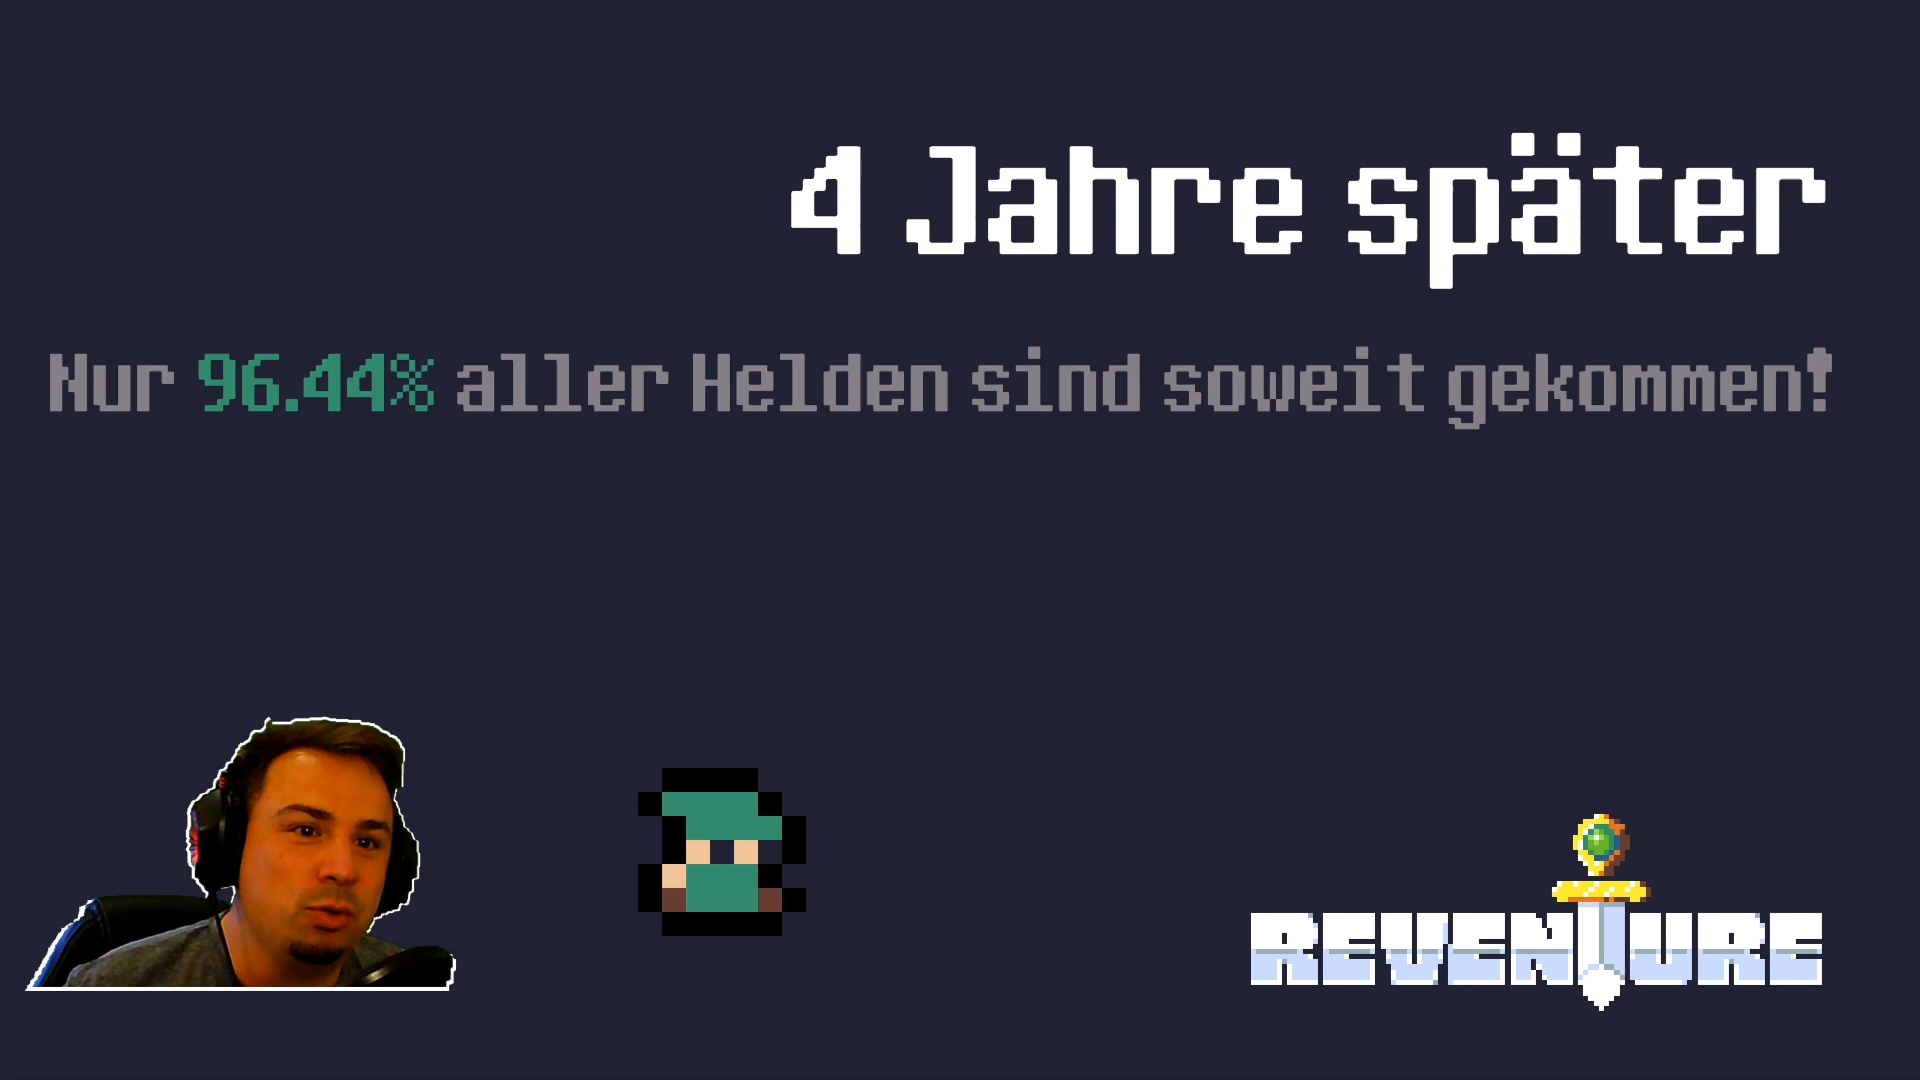 4 Jahre später
Nur 96.44% aller Helden sind soweit gekommen!
REVENTURE